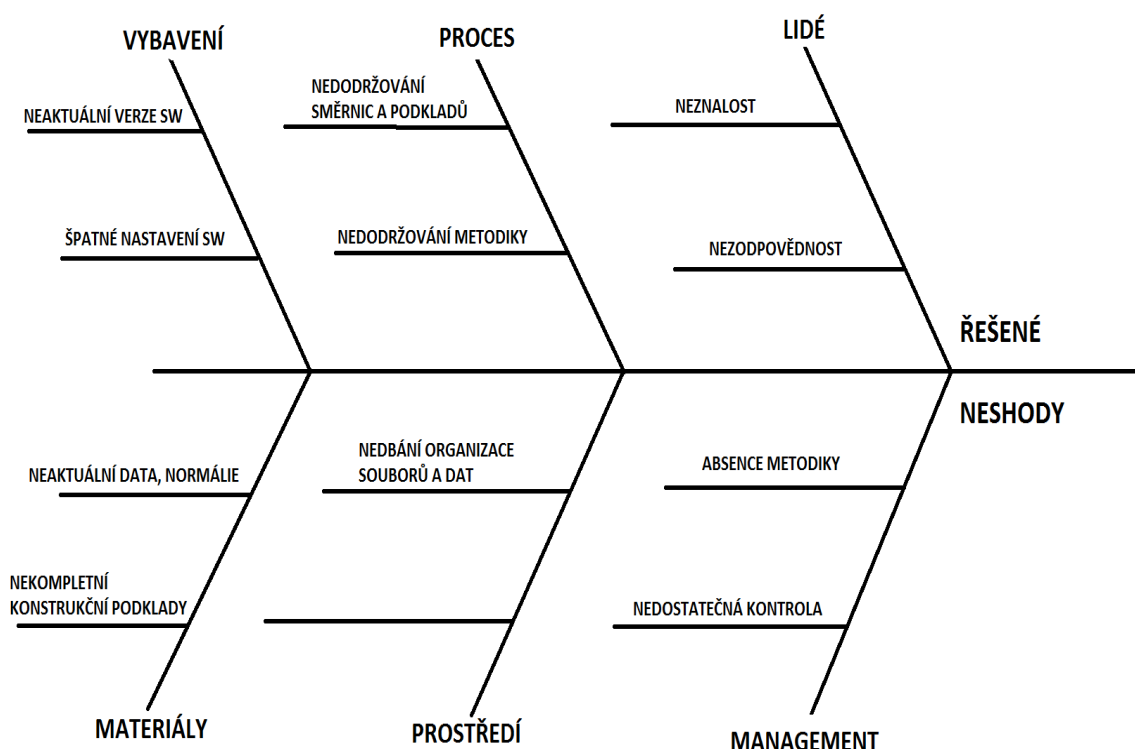 VYBAVENÍ
PROCES
LIDÉ
NEAKTUÁLNÍ VERZE SW
NEDODRŽOVÁNÍ
SMĚRNIC A PODKLADŮ
NEZNALOST
ŠPATNÉ NASTAVENÍ SW
NEDODRŽOVÁNÍ METODIKY
NEZODPOVĚDNOST
ŘEŠENÉ
NESHODY
NEAKTUÁLNÍ DATA, NORMÁLIE
NEDBÁNÍ ORGANIZACE
SOUBORŮ A DAT
ABSENCE METODIKY
NEKOMPLETNÍ
KONSTRUKČNÍ PODKLADY
NEDOSTATEČNÁ KONTROLA
MATERIÁLY
PROSTŘEDÍ
MANAGEMENT